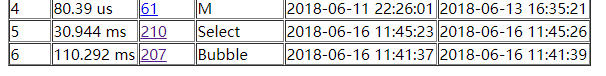 4 80.39 us 61 M 2018-06-11 22:26:01 2018-06-13 16:35:21
5 30.944 ms 210 Select 2018-06-16 11:45:23 2018-06-16 11:45:26
6 110.292 ms 207 Bubble 2018-06-16 11:41:37 2018-06-16 11:41:39